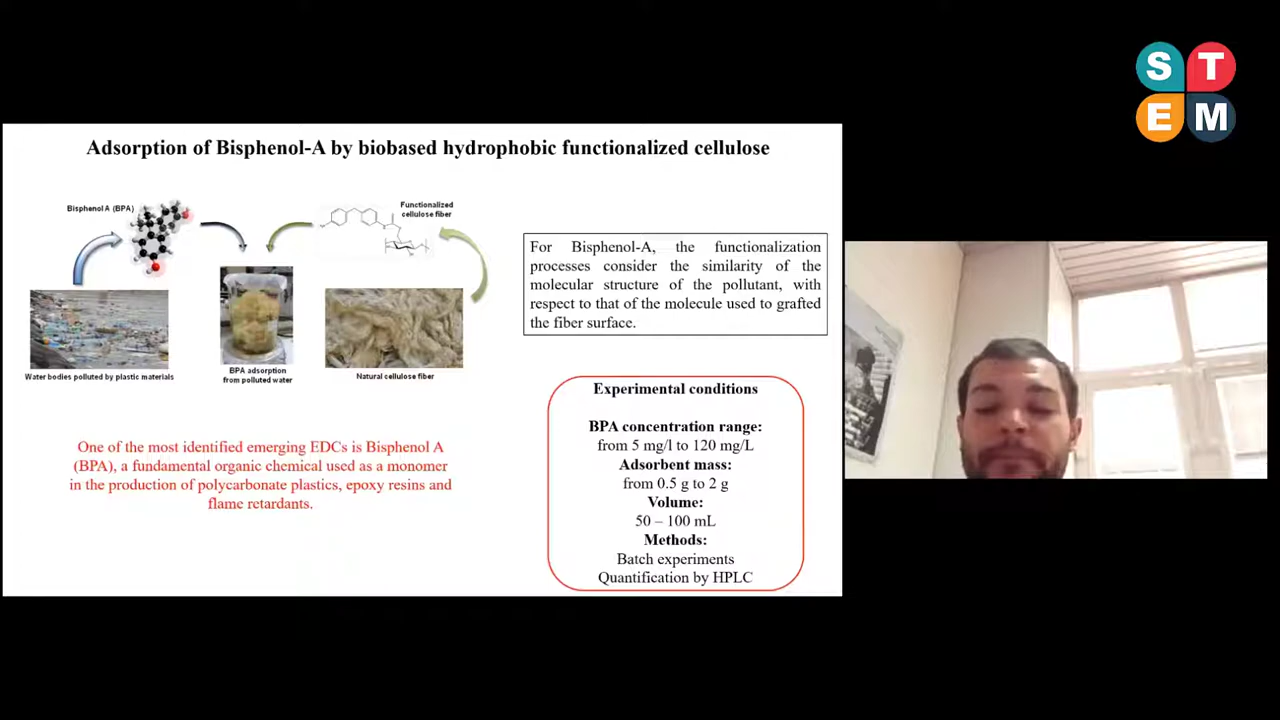 S T
E M
Adsorption of Bisphenol-A by biobased hydrophobic functionalized cellulose
Bisphenol A (BPA)
Functionalized
cellulose fiber
Water bodies polluted by plastic materials
BPA adsorption
from polluted water
Natural cellulose fiber
For Bisphenol-A, the functionalization
processes consider the similarity of the
molecular structure of the pollutant, with
respect to that of the molecule used to grafted
the fiber surface.
One of the most identified emerging EDCs is Bisphenol A
(BPA), a fundamental organic chemical used as a monomer
in the production of polycarbonate plastics, epoxy resins and
flame retardants.
Experimental conditions
BPA concentration range:
from 5 mg/l to 120 mg/L
Adsorbent mass:
from 0.5 g to 2 g
Volume:
50 – 100 mL
Methods:
Batch experiments
Quantification by HPLC